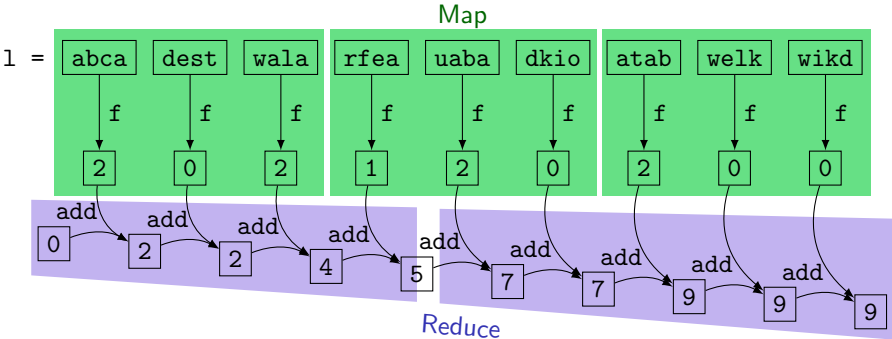 Map
l = abca dest wala rfea uaba dkio atab welk wikd
f f f f f f f f f
2 0 2 1 2 0 2 0 0
add add add add add add add add add
0 2 2 4 5 7 7 9 9 9
Reduce